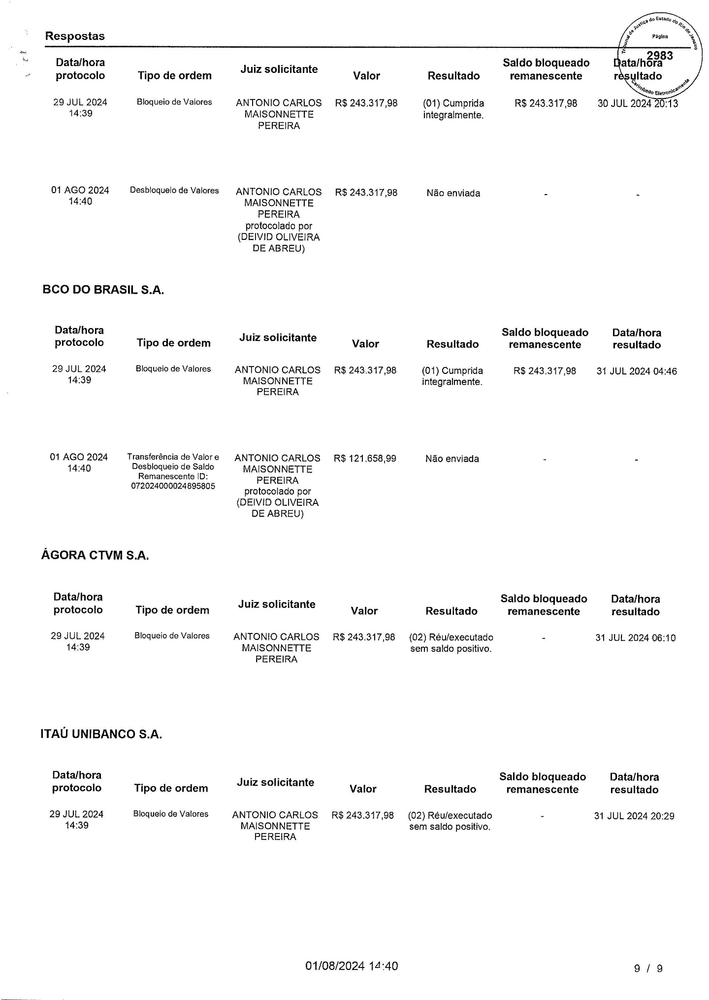 Respostas
Tribunal de Justiça do Estado do Rio de Janeiro
Página
2983
Carimbado Eletronicamente
Data/hora protocolo Tipo de ordem Juiz solicitante Valor Resultado Saldo bloqueado remanescente Data/hora resultado
29 JUL 2024 Bloqueio de Valores ANTONIO CARLOS R$ 243.317,98 (01) Cumprida R$ 243.317,98 30 JUL 2024 20:13
14:39 MAISONNETTE integralmente.
PEREIRA
01 AGO 2024 Desbloqueio de Valores ANTONIO CARLOS R$ 243.317,98 Não enviada - -
14:40 MAISONNETTE
PEREIRA
protocolado por
(DEIVID OLIVEIRA
DE ABREU)
BCO DO BRASIL S.A.
Data/hora protocolo Tipo de ordem Juiz solicitante Valor Resultado Saldo bloqueado remanescente Data/hora resultado
29 JUL 2024 Bloqueio de Valores ANTONIO CARLOS R$ 243.317,98 (01) Cumprida R$ 243.317,98 31 JUL 2024 04:46
14:39 MAISONNETTE integralmente.
PEREIRA
01 AGO 2024 Transferência de Valor e ANTONIO CARLOS R$ 121.658,99 Não enviada - -
14:40 Desbloqueio de Saldo MAISONNETTE
Remanescente ID: PEREIRA
072024000024895805 protocolado por
(DEIVID OLIVEIRA
DE ABREU)
ÁGORA CTVM S.A.
Data/hora protocolo Tipo de ordem Juiz solicitante Valor Resultado Saldo bloqueado remanescente Data/hora resultado
29 JUL 2024 Bloqueio de Valores ANTONIO CARLOS R$ 243.317,98 (02) Réu/executado - 31 JUL 2024 06:10
14:39 MAISONNETTE sem saldo positivo.
PEREIRA
ITAÚ UNIBANCO S.A.
Data/hora protocolo Tipo de ordem Juiz solicitante Valor Resultado Saldo bloqueado remanescente Data/hora resultado
29 JUL 2024 Bloqueio de Valores ANTONIO CARLOS R$ 243.317,98 (02) Réu/executado - 31 JUL 2024 20:29
14:39 MAISONNETTE sem saldo positivo.
PEREIRA
01/08/2024 14:40
9 / 9